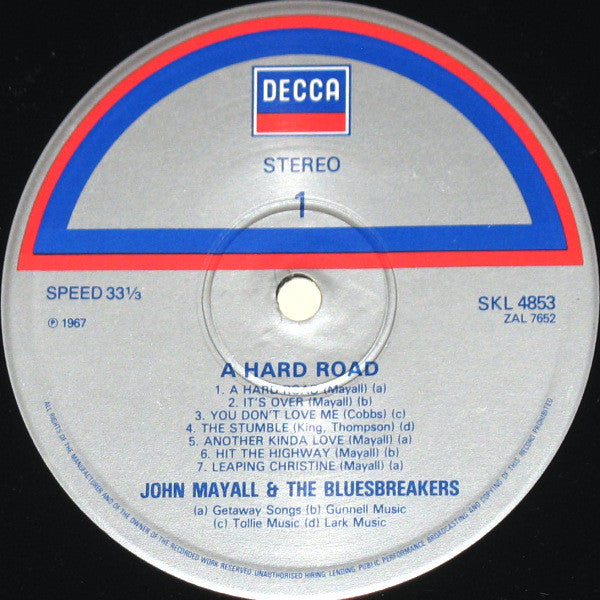 DECCA
STEREO
1
SPEED 33⅓
SKL 4853
℗ 1967
ZAL 7652
A HARD ROAD
1. A HARD ROAD (Mayall) (a)
2. IT'S OVER (Mayall) (b)
3. YOU DON'T LOVE ME (Cobbs) (c)
4. THE STUMBLE (King, Thompson) (d)
5. ANOTHER KINDA LOVE (Mayall) (a)
6. HIT THE HIGHWAY (Mayall) (b)
7. LEAPING CHRISTINE (Mayall) (a)
JOHN MAYALL & THE BLUESBREAKERS
(a) Getaway Songs (b) Gunnell Music
(c) Tollie Music (d) Lark Music
ALL RIGHTS OF THE MANUFACTURER AND OF THE OWNER OF THE RECORDED WORK RESERVED. UNAUTHORISED HIRING, LENDING, PUBLIC PERFORMANCE, BROADCASTING AND COPYING OF THIS RECORD PROHIBITED